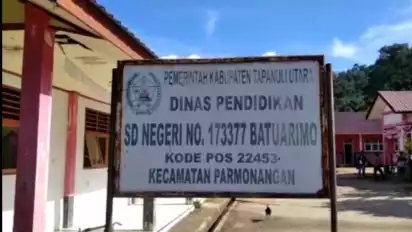 PEMERINTAH KABUPATEN TAPANULI UTARA
DINAS PENDIDIKAN
SD NEGERI NO. 173377 BATUARIMO
KODE POS 22453
KECAMATAN PARMONANGAN